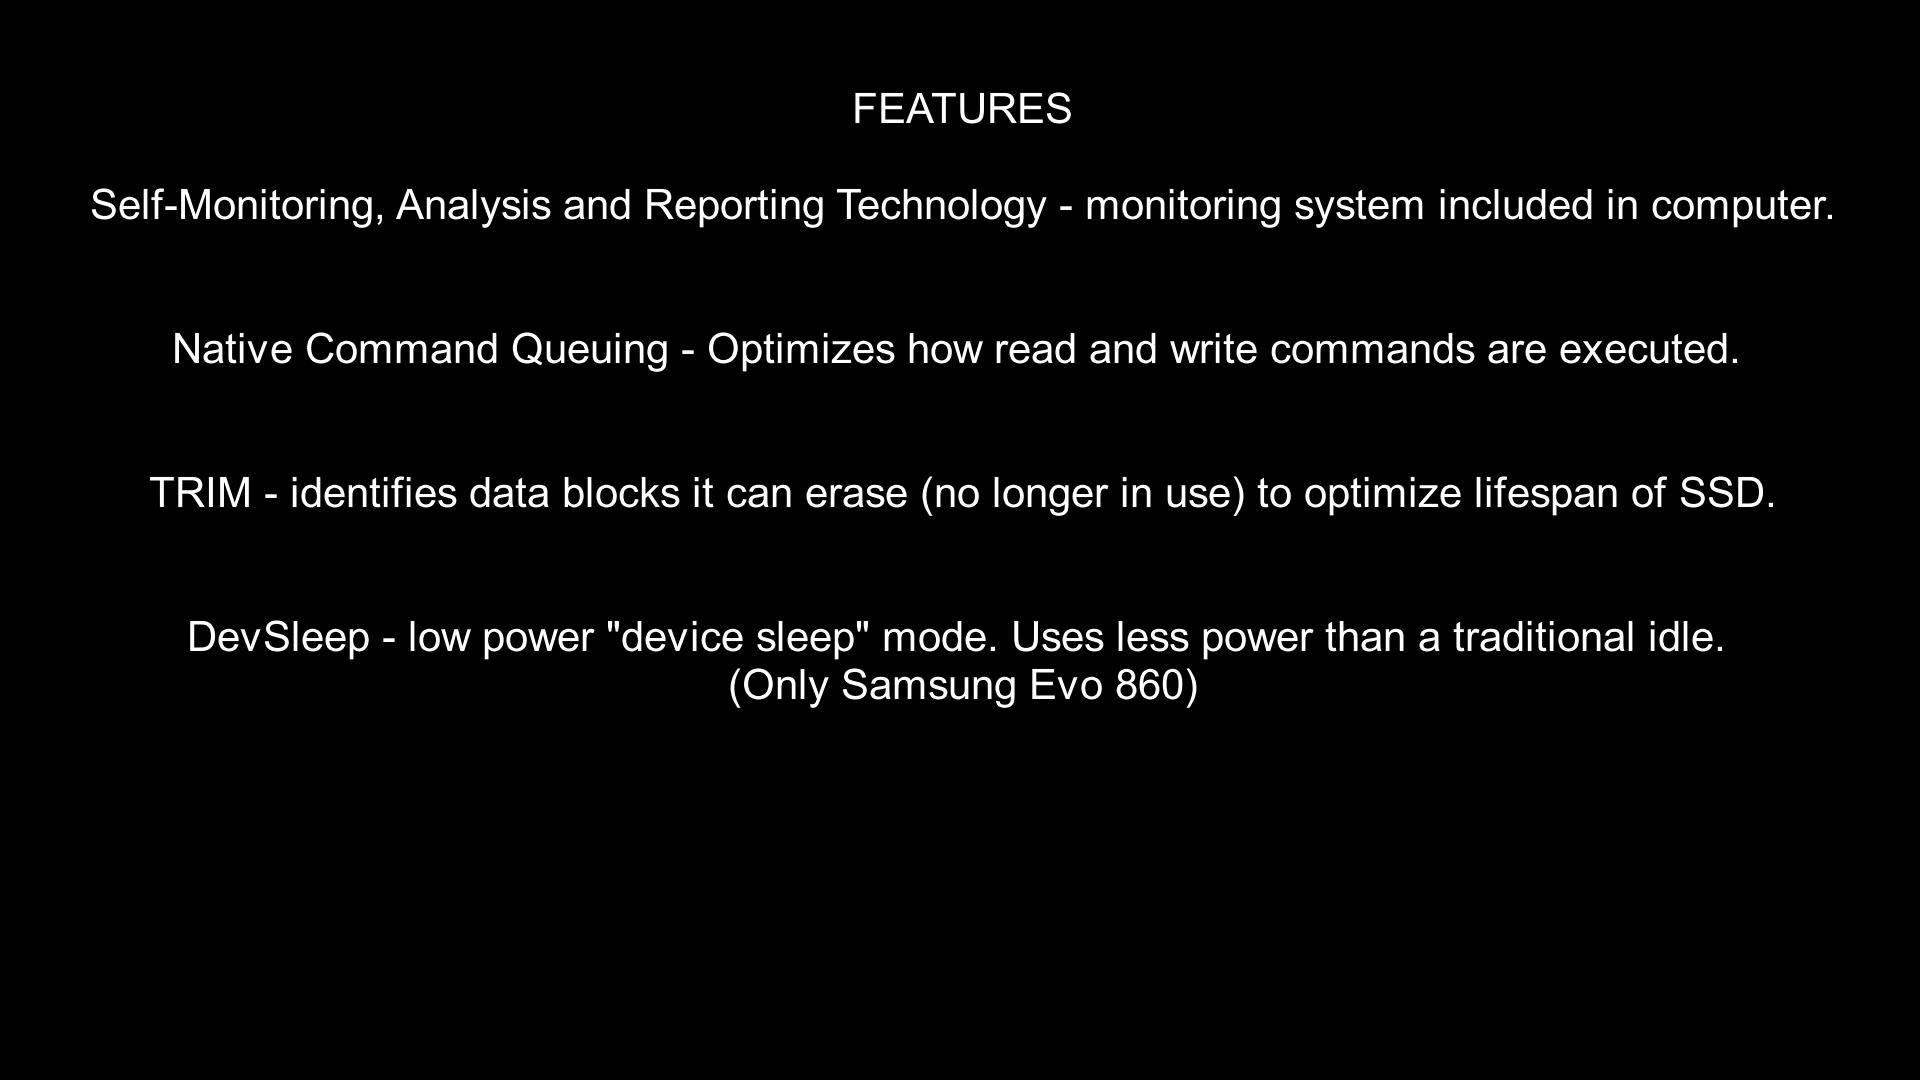 FEATURES
Self-Monitoring, Analysis and Reporting Technology - monitoring system included in computer.
Native Command Queuing - Optimizes how read and write commands are executed.
TRIM - identifies data blocks it can erase (no longer in use) to optimize lifespan of SSD.
DevSleep - low power "device sleep" mode. Uses less power than a traditional idle.
(Only Samsung Evo 860)